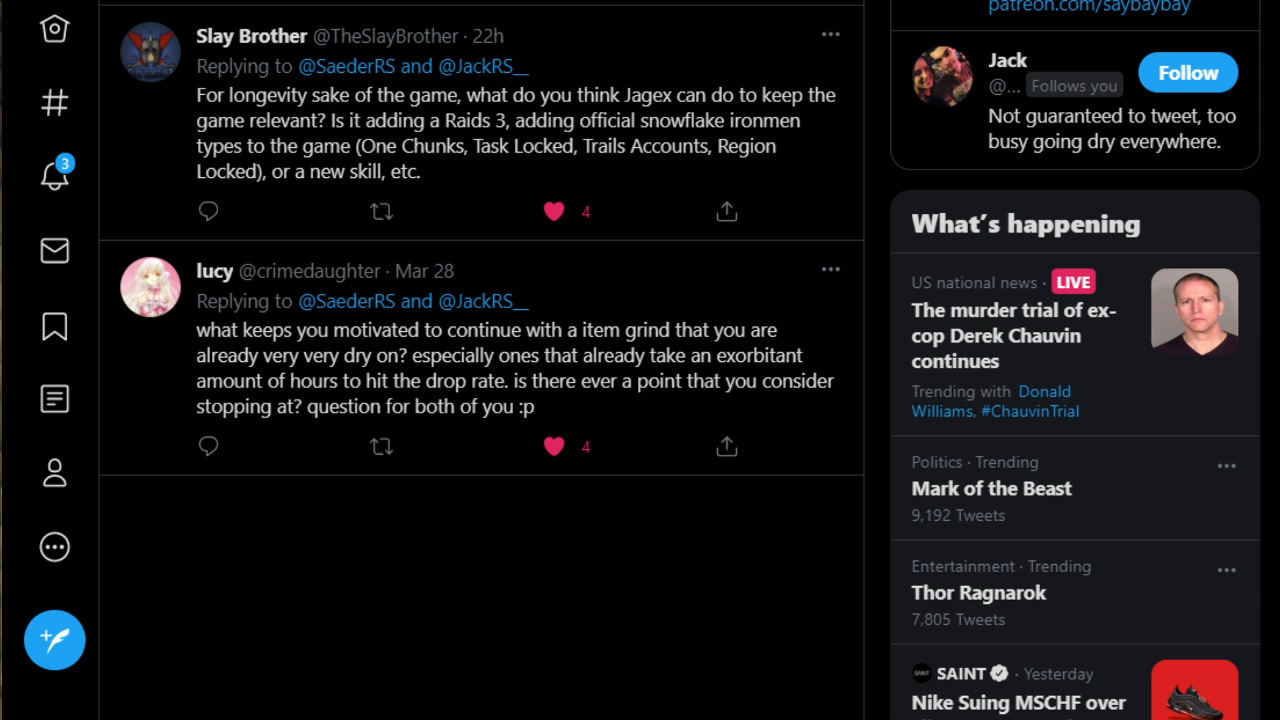 Slay Brother @TheSlayBrother · 22h
Replying to @SaederRS and @JackRS__
For longevity sake of the game, what do you think Jagex can do to keep the
game relevant? Is it adding a Raids 3, adding official snowflake ironmen
types to the game (One Chunks, Task Locked, Trails Accounts, Region
Locked), or a new skill, etc.
4
lucy @crimedaughter · Mar 28
Replying to @SaederRS and @JackRS__
what keeps you motivated to continue with a item grind that you are
already very very dry on? especially ones that already take an exorbitant
amount of hours to hit the drop rate. is there ever a point that you consider
stopping at? question for both of you :p
4
3
patreon.com/saybaybay
Jack
@... Follows you
Follow
Not guaranteed to tweet, too
busy going dry everywhere.
What's happening
US national news · LIVE
The murder trial of ex-
cop Derek Chauvin
continues
Trending with Donald
Williams, #ChauvinTrial
Politics · Trending
Mark of the Beast
9,192 Tweets
Entertainment · Trending
Thor Ragnarok
7,805 Tweets
SAINT · Yesterday
Nike Suing MSCHF over